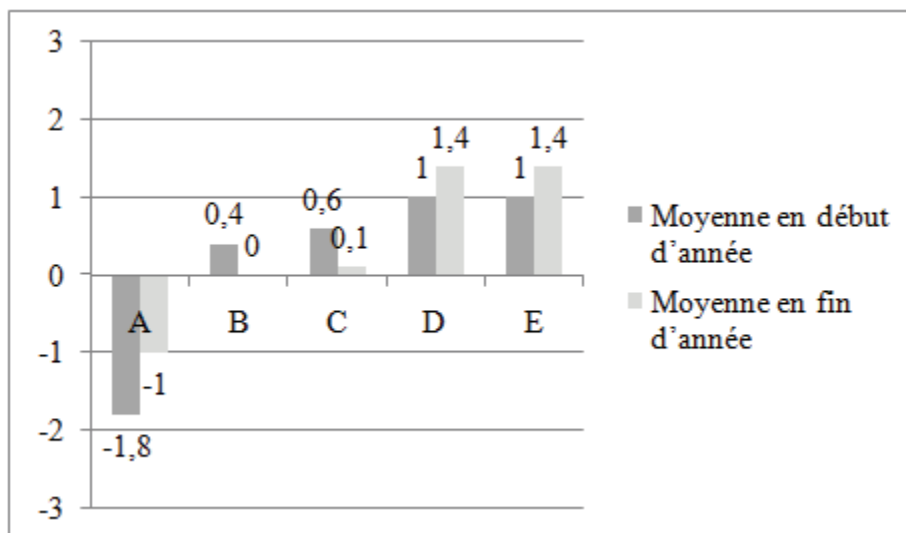 3
2
1
0
-1
-2
-3
-1,8
-1
0,4
0
0,6
0,1
1
1,4
1
1,4
A
B
C
D
E
Moyenne en début
d’année
Moyenne en fin
d’année